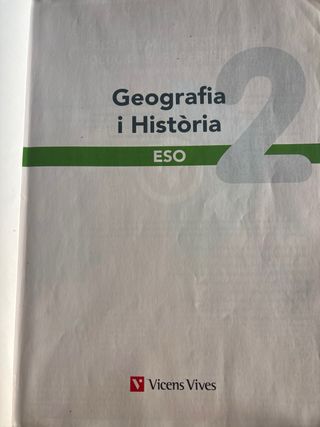 Geografia
i Història
2
ESO
V
Vicens Vives